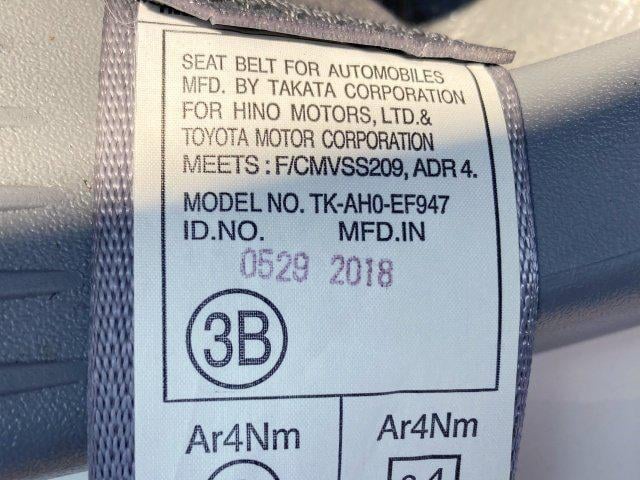 SEAT BELT FOR AUTOMOBILES
MFD. BY TAKATA CORPORATION
FOR HINO MOTORS, LTD.&
TOYOTA MOTOR CORPORATION
MEETS : F/CMVSS209, ADR 4.
MODEL NO. TK-AH0-EF947
ID.NO. MFD.IN
0529 2018
3B
Ar4Nm Ar4Nm